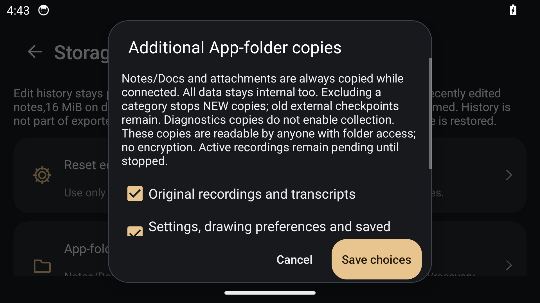 4:43
Storag
Additional App-folder copies
Edit history stays
notes,16 MiB on d
not part of exporte
ecently edited
med. History is
e is restored.
Notes/Docs and attachments are always copied while
connected. All data stays internal too. Excluding a
category stops NEW copies; old external checkpoints
remain. Diagnostics copies do not enable collection.
These copies are readable by anyone with folder access;
no encryption. Active recordings remain pending until
stopped.
Reset e
Use only
Original recordings and transcripts
Settings, drawing preferences and saved
App-fol
Cancel
Save choices